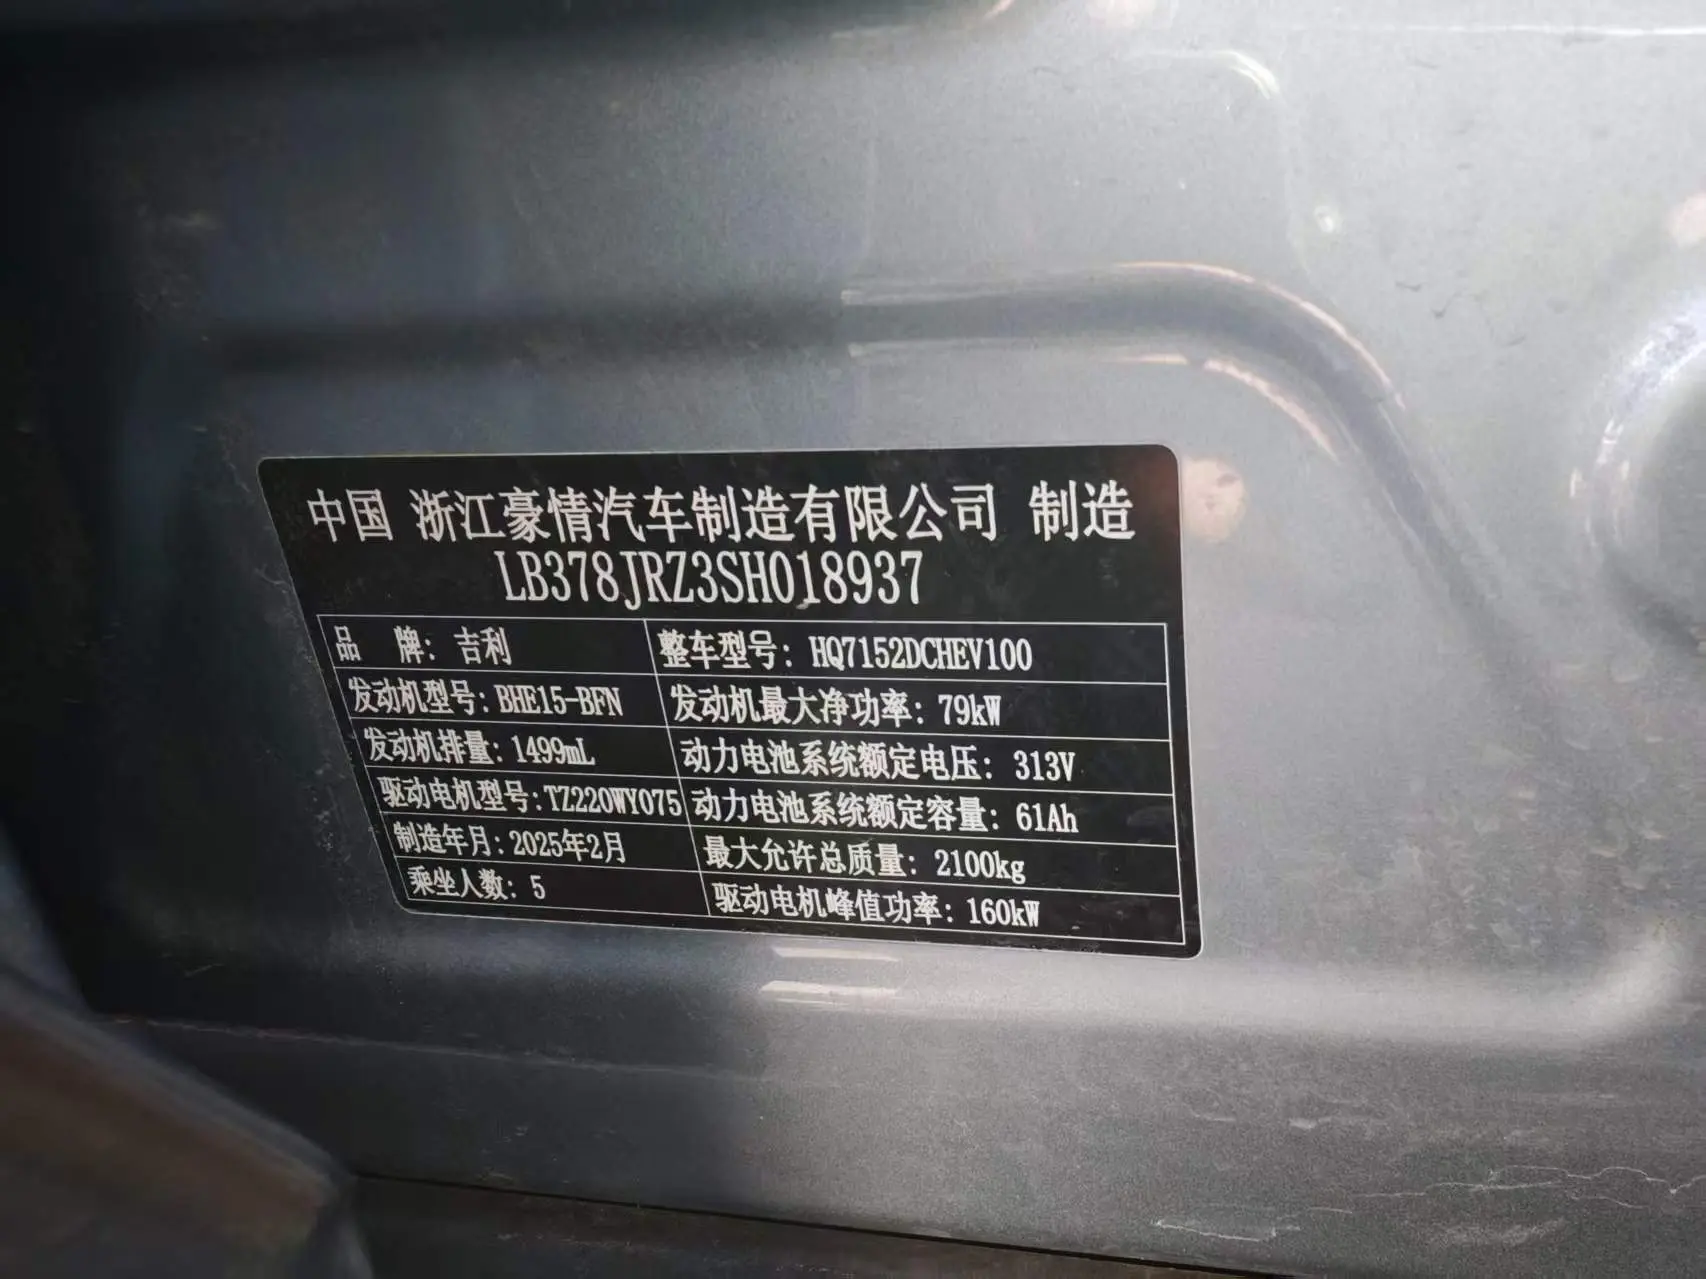 中国 浙江豪情汽车制造有限公司 制造
LB378JRZ3SH018937
品 牌: 吉利 整车型号: HQ7152DCHEV100
发动机型号: BHE15-BFN 发动机最大净功率: 79kW
发动机排量: 1499mL 动力电池系统额定电压: 313V
驱动电机型号: TZ220WY075 动力电池系统额定容量: 61Ah
制造年月: 2025年2月 最大允许总质量: 2100kg
乘坐人数: 5 驱动电机峰值功率: 160kW